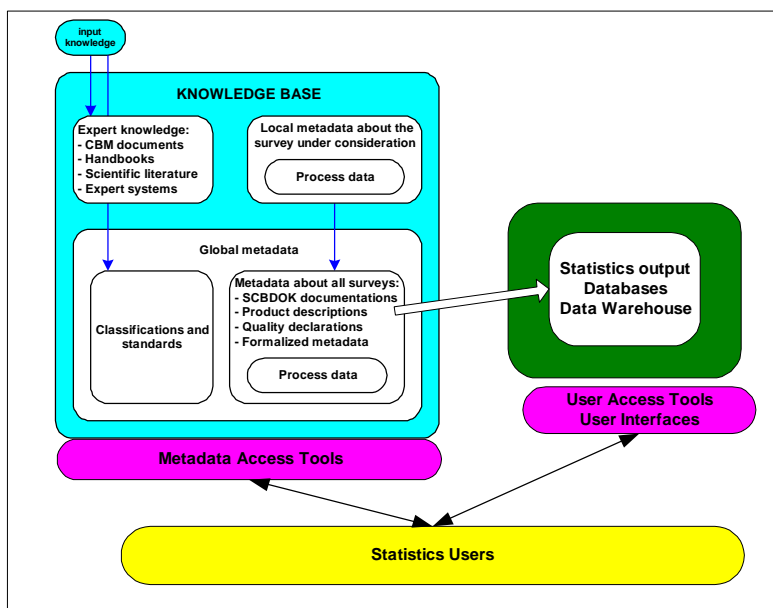 input
knowledge
KNOWLEDGE BASE
Expert knowledge:
- CBM documents
- Handbooks
- Scientific literature
- Expert systems
Local metadata about the
survey under consideration
Process data
Global metadata
Classifications and
standards
Metadata about all surveys:
- SCBDOK documentations
- Product descriptions
- Quality declarations
- Formalized metadata
Process data
Statistics output
Databases
Data Warehouse
User Access Tools
User Interfaces
Metadata Access Tools
Statistics Users